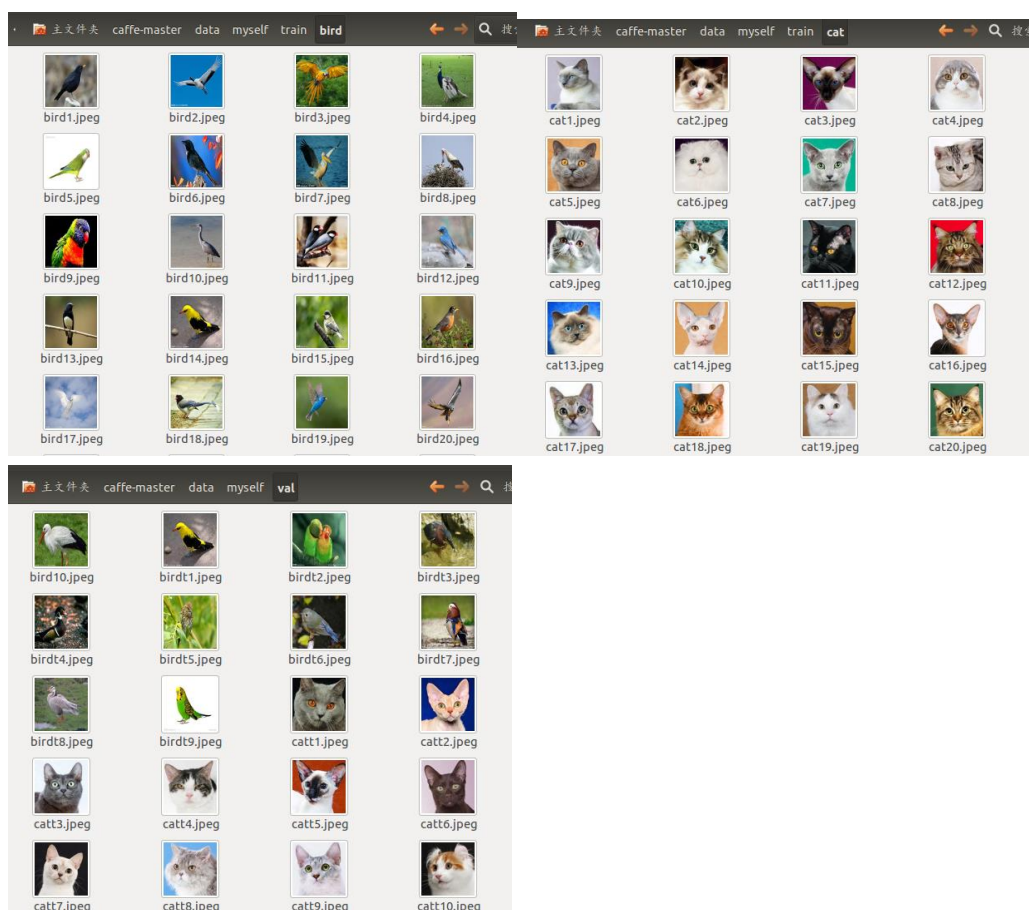 主文件夹 caffe-master data myself train bird
bird1.jpeg bird2.jpeg bird3.jpeg bird4.jpeg
bird5.jpeg bird6.jpeg bird7.jpeg bird8.jpeg
bird9.jpeg bird10.jpeg bird11.jpeg bird12.jpeg
bird13.jpeg bird14.jpeg bird15.jpeg bird16.jpeg
bird17.jpeg bird18.jpeg bird19.jpeg bird20.jpeg
主文件夹 caffe-master data myself train cat
cat1.jpeg cat2.jpeg cat3.jpeg cat4.jpeg
cat5.jpeg cat6.jpeg cat7.jpeg cat8.jpeg
cat9.jpeg cat10.jpeg cat11.jpeg cat12.jpeg
cat13.jpeg cat14.jpeg cat15.jpeg cat16.jpeg
cat17.jpeg cat18.jpeg cat19.jpeg cat20.jpeg
主文件夹 caffe-master data myself val
bird10.jpeg birdt1.jpeg birdt2.jpeg birdt3.jpeg
birdt4.jpeg birdt5.jpeg birdt6.jpeg birdt7.jpeg
birdt8.jpeg birdt9.jpeg catt1.jpeg catt2.jpeg
catt3.jpeg catt4.jpeg catt5.jpeg catt6.jpeg
catt7.jpeg catt8.jpeg catt9.jpeg catt10.jpeg